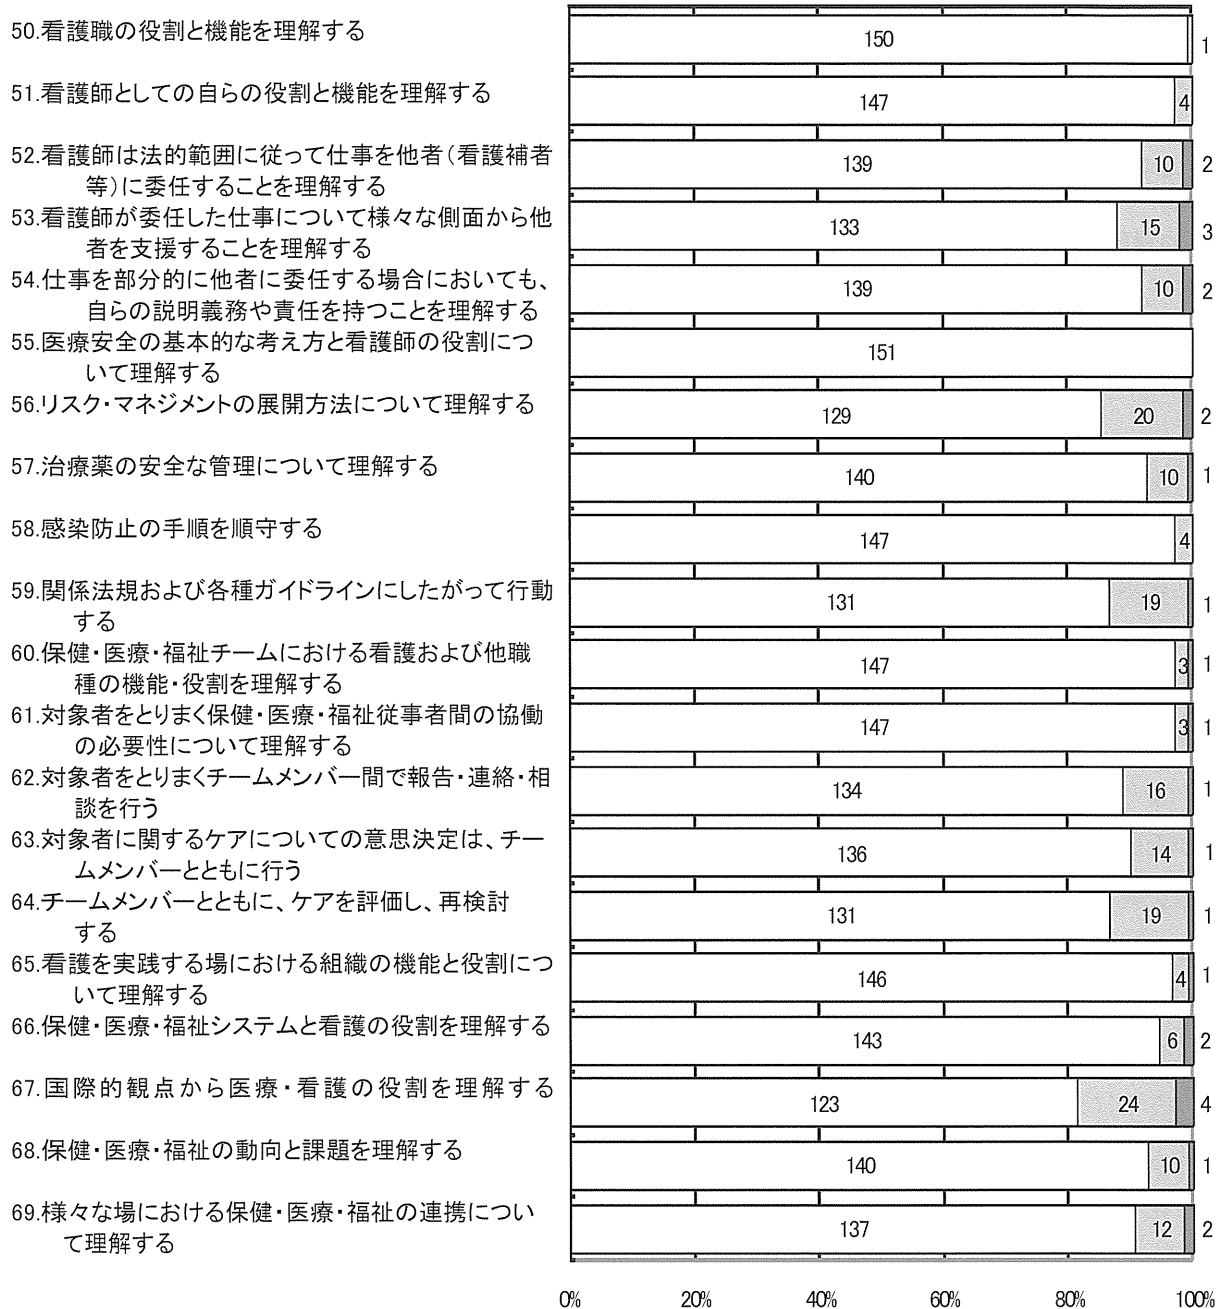 50.看護職の役割と機能を理解する
150
1
51.看護師としての自らの役割と機能を理解する
147
4
52.看護師は法的範囲に従って仕事を他者(看護補者
等)に委任することを理解する
139
10
2
53.看護師が委任した仕事について様々な側面から他
者を支援することを理解する
133
15
3
54.仕事を部分的に他者に委任する場合においても、
自らの説明義務や責任を持つことを理解する
139
10
2
55.医療安全の基本的な考え方と看護師の役割につ
いて理解する
151
56.リスク・マネジメントの展開方法について理解する
129
20
2
57.治療薬の安全な管理について理解する
140
10
1
58.感染防止の手順を順守する
147
4
59.関係法規および各種ガイドラインにしたがって行動
する
131
19
1
60.保健・医療・福祉チームにおける看護および他職
種の機能・役割を理解する
147
3
1
61.対象者をとりまく保健・医療・福祉従事者間の協働
の必要性について理解する
147
3
1
62.対象者をとりまくチームメンバー間で報告・連絡・相
談を行う
134
16
1
63.対象者に関するケアについての意思決定は、チー
ムメンバーとともに行う
136
14
1
64.チームメンバーとともに、ケアを評価し、再検討
する
131
19
1
65.看護を実践する場における組織の機能と役割につ
いて理解する
146
4
1
66.保健・医療・福祉システムと看護の役割を理解する
143
6
2
67.国際的観点から医療・看護の役割を理解する
123
24
4
68.保健・医療・福祉の動向と課題を理解する
140
10
1
69.様々な場における保健・医療・福祉の連携につい
て理解する
137
12
2
0% 20% 40% 60% 80% 100%